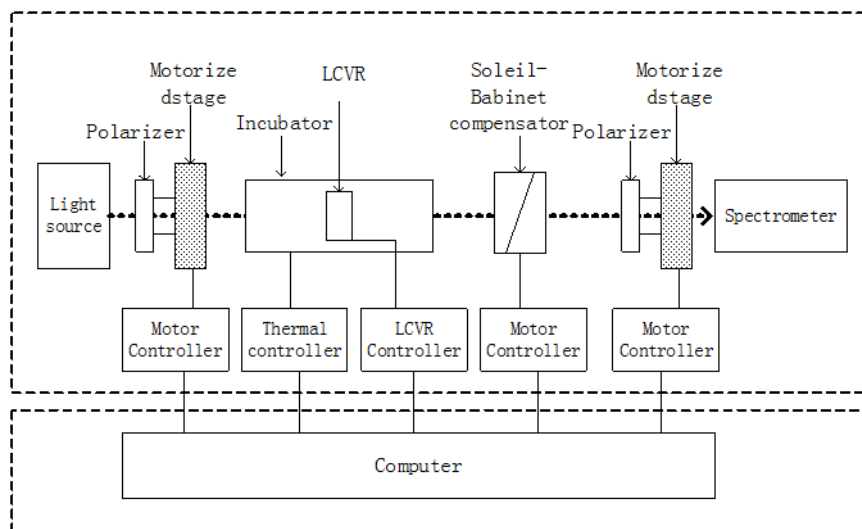 Motorize
dstage
LCVR
Soleil-
Babinet
compensator
Motorize
dstage
Polarizer
Incubator
Polarizer
Light
source
Spectrometer
Motor
Controller
Thermal
controller
LCVR
Controller
Motor
Controller
Motor
Controller
Computer